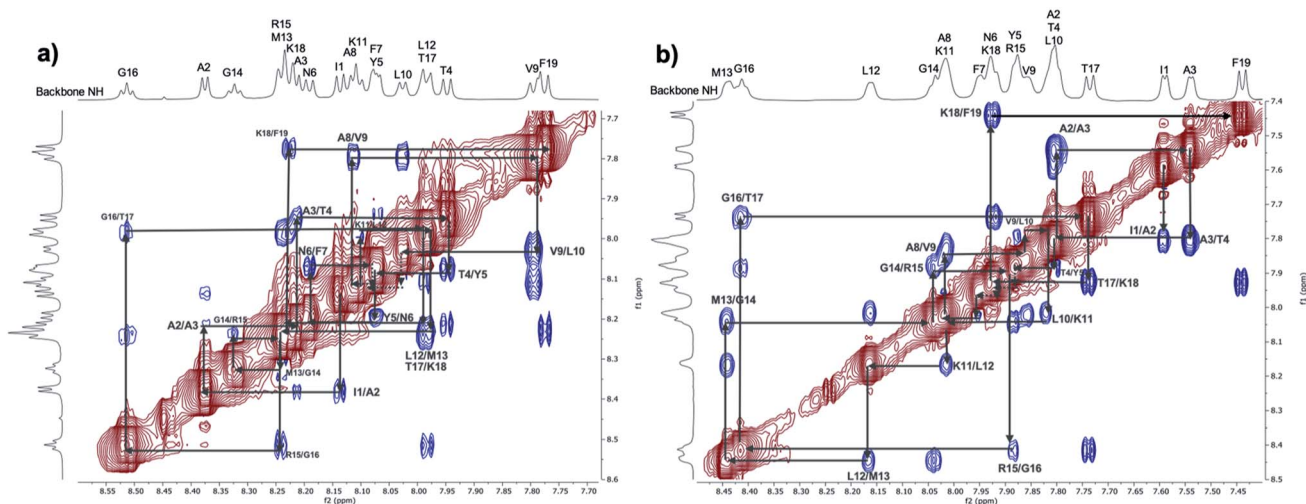 a)
R15
M13
K18
A3
N6
K11
A8
F7
Y5
L12
T17
G16
A2
G14
I1
L10
T4
V9
F19
Backbone NH
K18/F19
A8/V9
G16/T17
A3/T4
N6/F7
V9/L10
T4/Y5
G14/R15
A2/A3
Y5/N6
L12/M13
T17/K18
M13/G14
I1/A2
R15/G16
7.7
7.8
7.9
8.0
8.1
8.2
8.3
8.4
8.5
f1 (ppm)
8.55 8.50 8.45 8.40 8.35 8.30 8.25 8.20 8.15 8.10 8.05 8.00 7.95 7.90 7.85 7.80 7.75 7.70
f2 (ppm)
b)
A2
T4
L10
A8
K11
N6
K18
Y5
R15
M13
G16
L12
G14
F7
V9
T17
I1
A3
F19
Backbone NH
K18/F19
A2/A3
G16/T17
V9/L10
A8/V9
I1/A2
A3/T4
G14/R15
T4/Y5
T17/K18
M13/G14
L10/K11
K11/L12
L12/M13
R15/G16
7.4
7.5
7.6
7.7
7.8
7.9
8.0
8.1
8.2
8.3
8.4
8.5
f1 (ppm)
8.50 8.45 8.40 8.35 8.30 8.25 8.20 8.15 8.10 8.05 8.00 7.95 7.90 7.85 7.80 7.75 7.70 7.65 7.60 7.55 7.50 7.45
f2 (ppm)